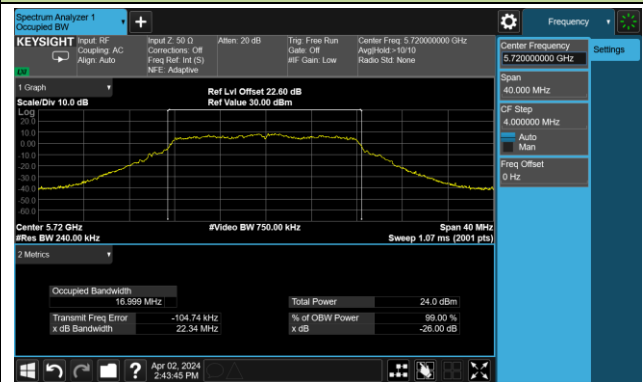 Spectrum Analyzer 1
Occupied BW
Frequency
KEYSIGHT
Input: RF
Coupling: AC
Align: Auto
Input Z: 50 Ω
Corrections: Off
Freq Ref: Int (S)
NFE: Adaptive
Atten: 20 dB
Trig: Free Run
Gate: Off
#IF Gain: Low
Center Freq: 5.720000000 GHz
Avg|Hold:>10/10
Radio Std: None
Center Frequency
5.720000000 GHz
Settings
Span
40.000 MHz
CF Step
4.000000 MHz
Auto
Man
Freq Offset
0 Hz
1 Graph
Scale/Div 10.0 dB
Ref Lvl Offset 22.60 dB
Ref Value 30.00 dBm
Log
20.0
10.0
0.00
-10.0
-20.0
-30.0
-40.0
-50.0
-60.0
Center 5.72 GHz
#Res BW 240.00 kHz
#Video BW 750.00 kHz
Span 40 MHz
Sweep 1.07 ms (2001 pts)
2 Metrics
Occupied Bandwidth
16.999 MHz
Total Power 24.0 dBm
Transmit Freq Error -104.74 kHz
% of OBW Power 99.00 %
x dB Bandwidth 22.34 MHz
x dB -26.00 dB
Apr 02, 2024
2:43:45 PM